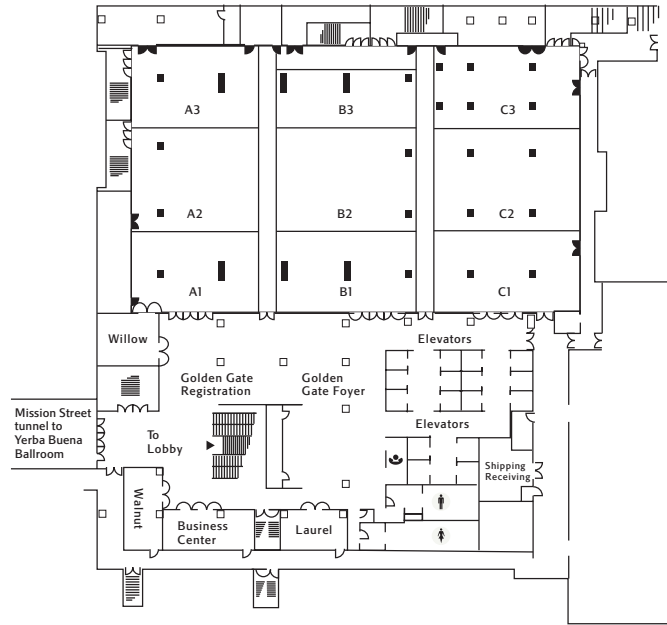 A3
B3
C3
A2
B2
C2
A1
B1
C1
Willow
Elevators
Golden Gate
Registration
Golden
Gate Foyer
Mission Street
tunnel to
Yerba Buena
Ballroom
To
Lobby
Elevators
Shipping
Receiving
Walnut
Business
Center
Laurel